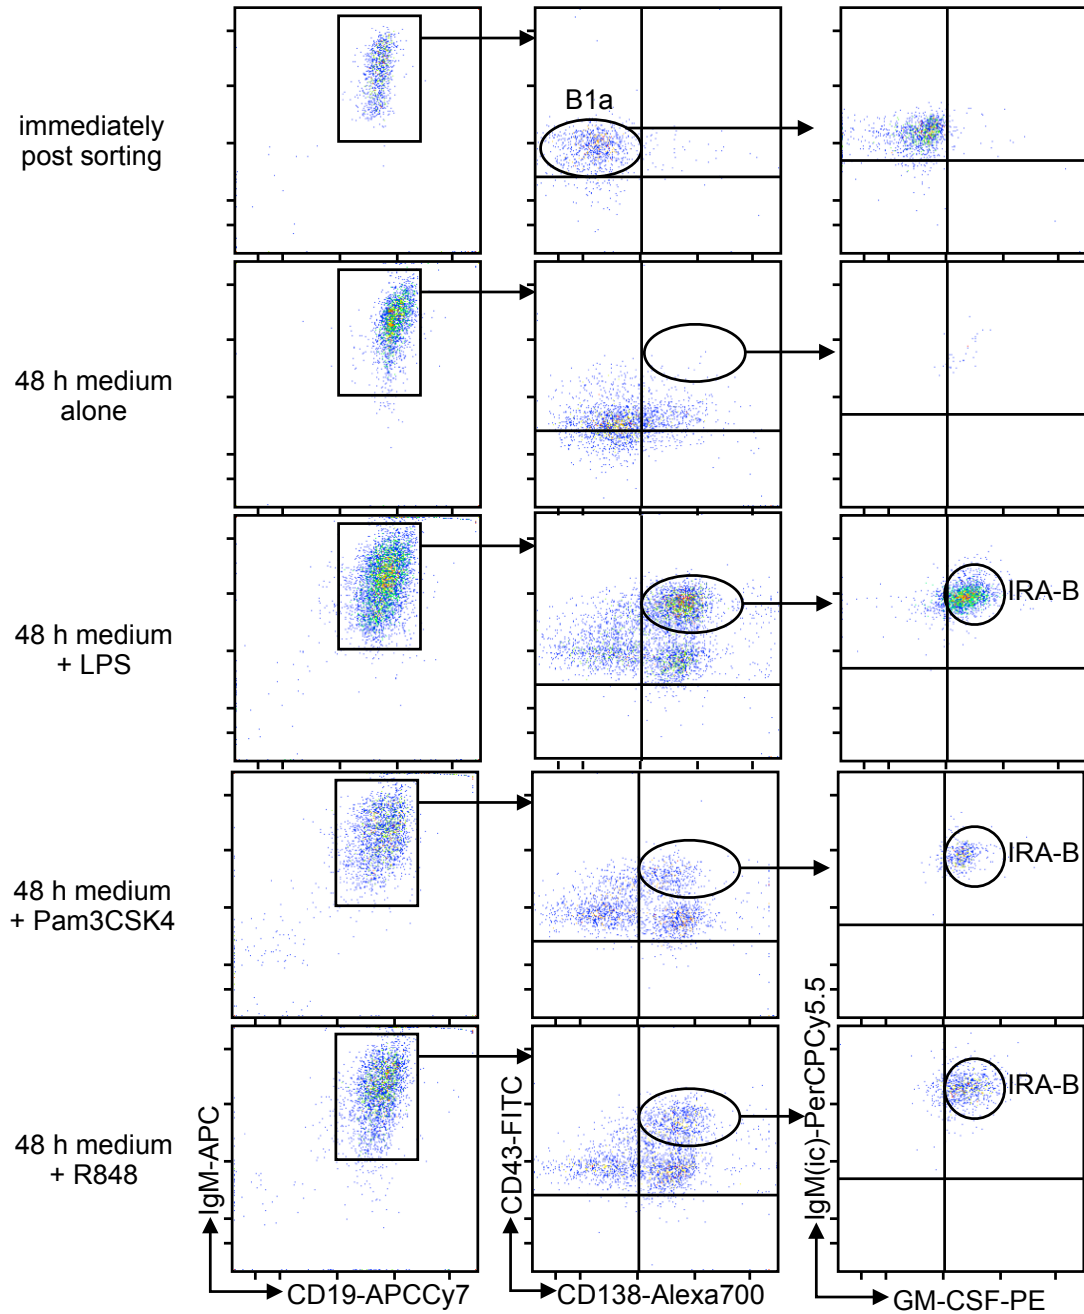 immediately
post sorting
B1a
48 h medium
alone
48 h medium
+ LPS
IRA-B
48 h medium
+ Pam3CSK4
IRA-B
48 h medium
+ R848
IRA-B
IgM-APC
CD19-APCCy7
CD43-FITC
CD138-Alexa700
IgM(ic)-PerCPCy5.5
GM-CSF-PE